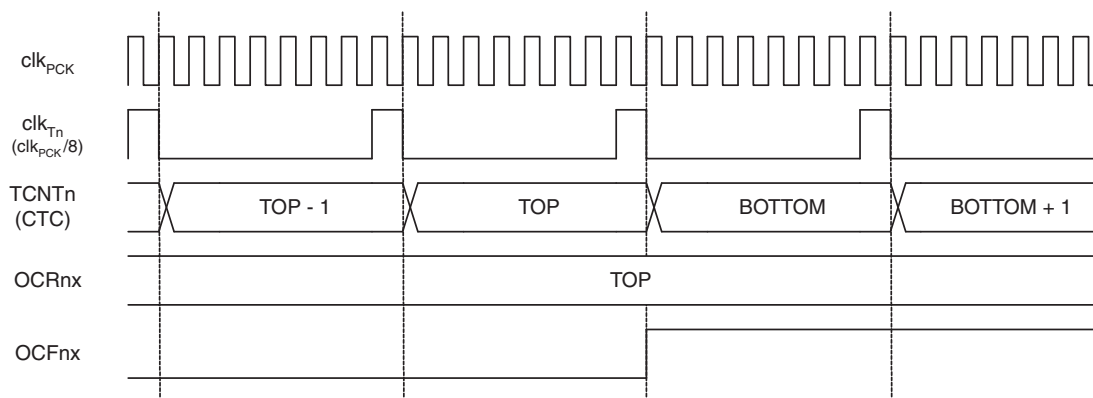 clkPCK
clkTn
(clkPCK/8)
TCNTn
(CTC)
TOP - 1
TOP
BOTTOM
BOTTOM + 1
OCRnx
TOP
OCFnx